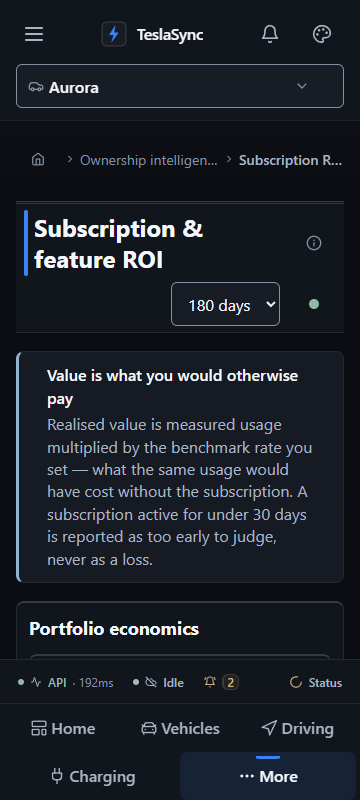 TeslaSync
Aurora
Ownership intelligen... Subscription R...
Subscription &
feature ROI
180 days
Value is what you would otherwise
pay
Realised value is measured usage
multiplied by the benchmark rate you
set — what the same usage would
have cost without the subscription. A
subscription active for under 30 days
is reported as too early to judge,
never as a loss.
Portfolio economics
API · 192ms Idle 2 Status
Home Vehicles Driving
Charging More